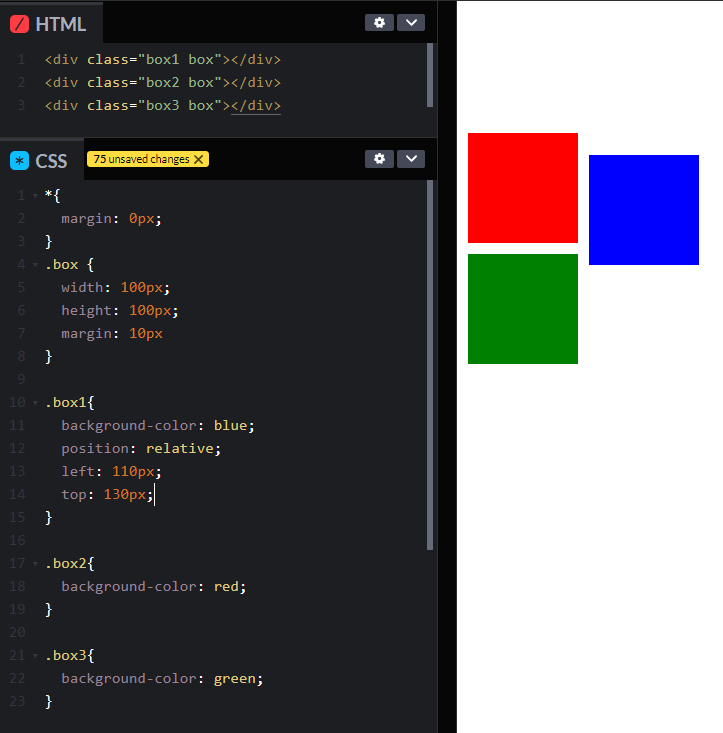 HTML
1 <div class="box1 box"></div>
2 <div class="box2 box"></div>
3 <div class="box3 box"></div>
CSS 75 unsaved changes
1 *{
2   margin: 0px;
3 }
4 .box {
5   width: 100px;
6   height: 100px;
7   margin: 10px
8 }
9
10 .box1{
11   background-color: blue;
12   position: relative;
13   left: 110px;
14   top: 130px;
15 }
16
17 .box2{
18   background-color: red;
19 }
20
21 .box3{
22   background-color: green;
23 }